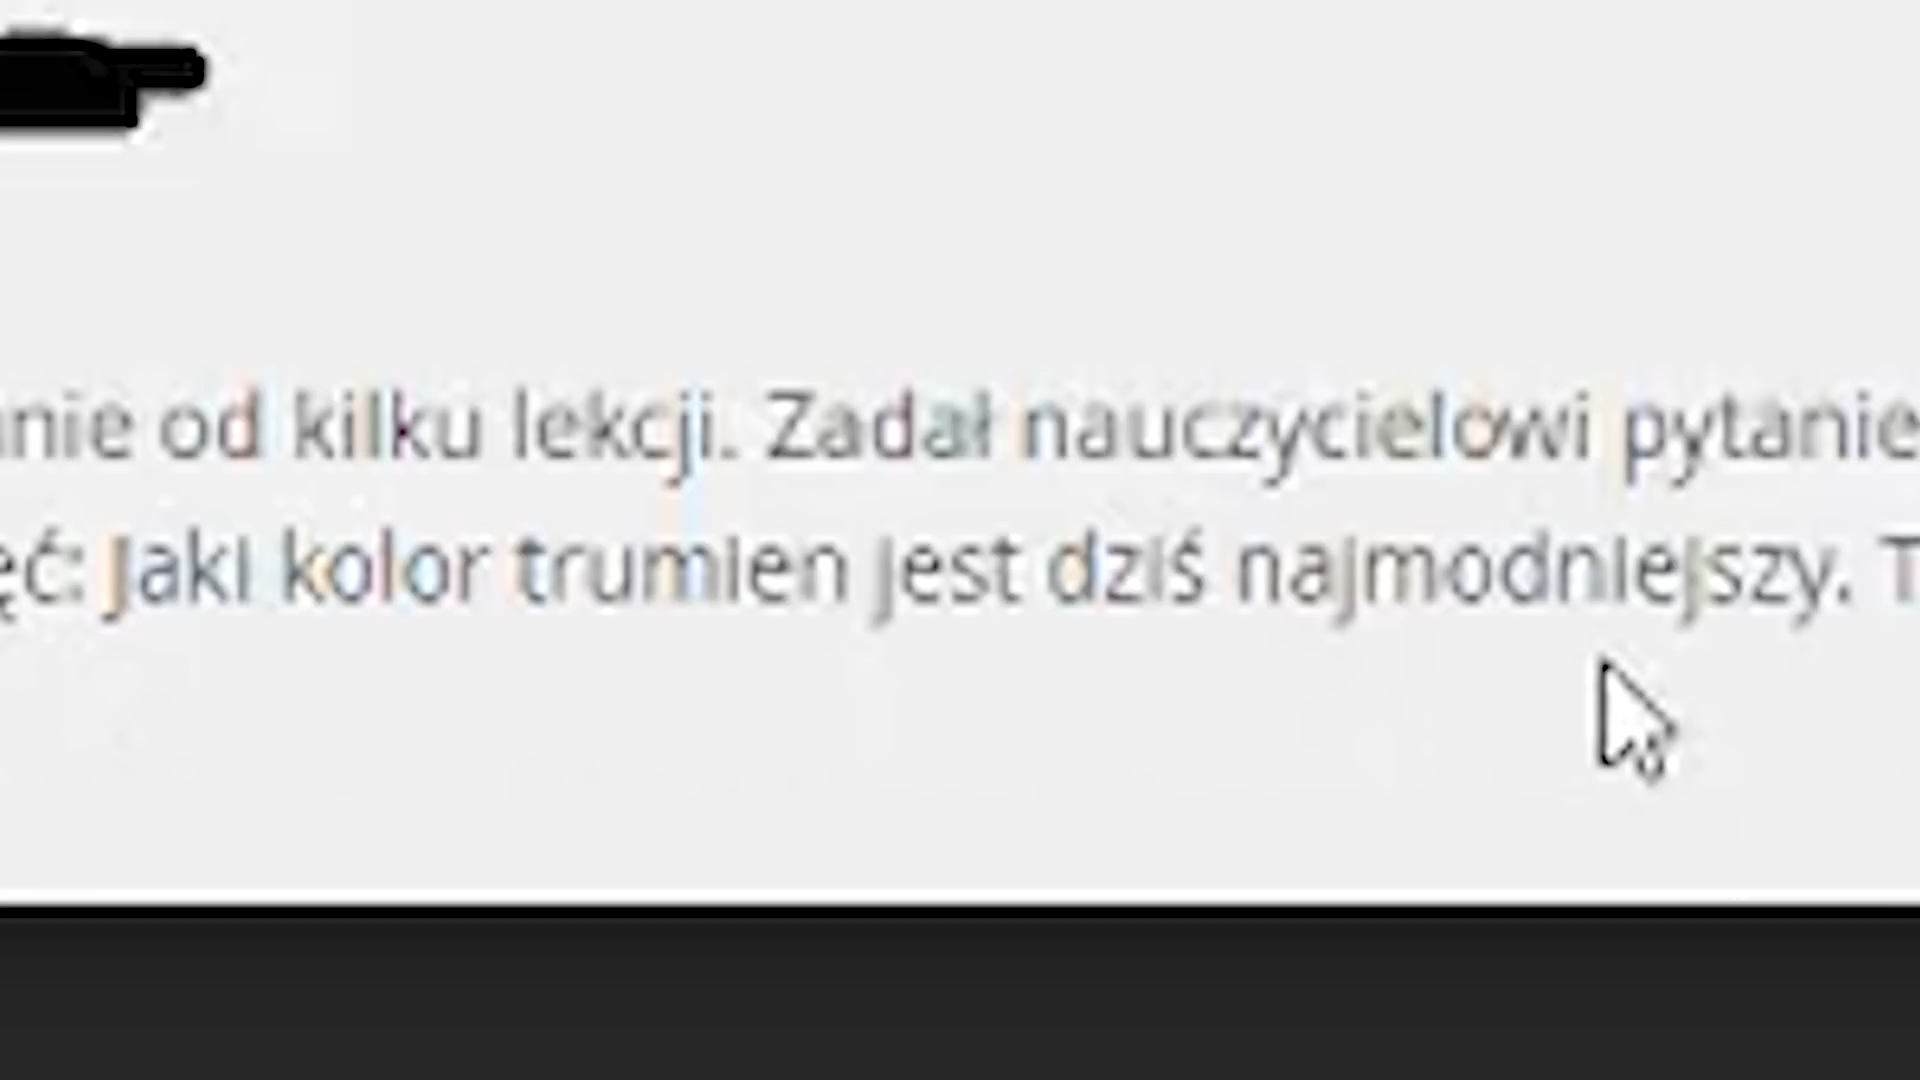 nie od kilku lekcji. Zadał nauczycielowi pytanie
ęć: Jaki kolor trumien jest dziś najmodniejszy. T